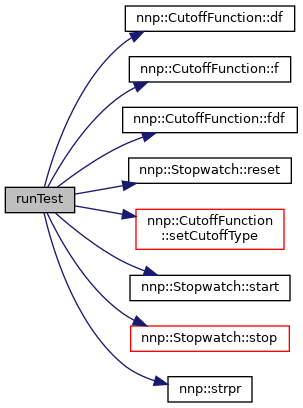 nnp::CutoffFunction::df
nnp::CutoffFunction::f
nnp::CutoffFunction::fdf
nnp::Stopwatch::reset
runTest
nnp::CutoffFunction
::setCutoffType
nnp::Stopwatch::start
nnp::Stopwatch::stop
nnp::strpr